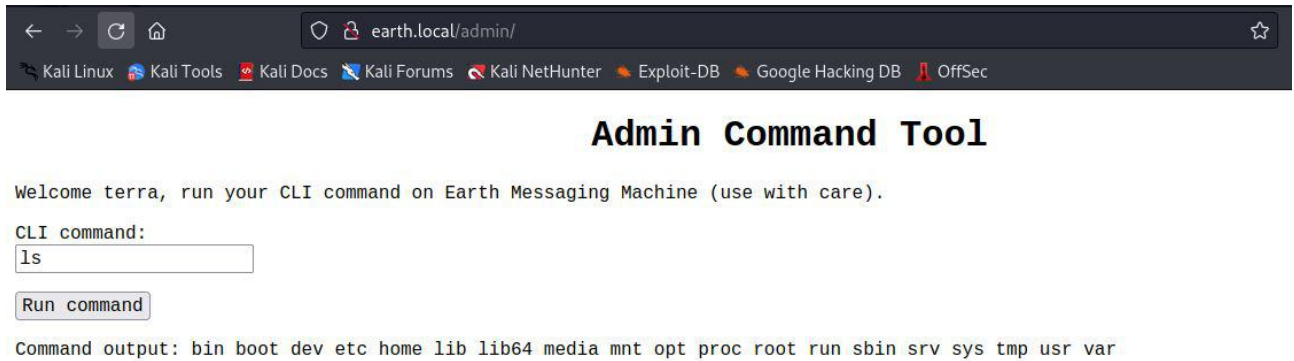 earth.local/admin/
Kali Linux Kali Tools Kali Docs Kali Forums Kali NetHunter Exploit-DB Google Hacking DB OffSec
Admin Command Tool
Welcome terra, run your CLI command on Earth Messaging Machine (use with care).
CLI command:
ls
Run command
Command output: bin boot dev etc home lib lib64 media mnt opt proc root run sbin srv sys tmp usr var